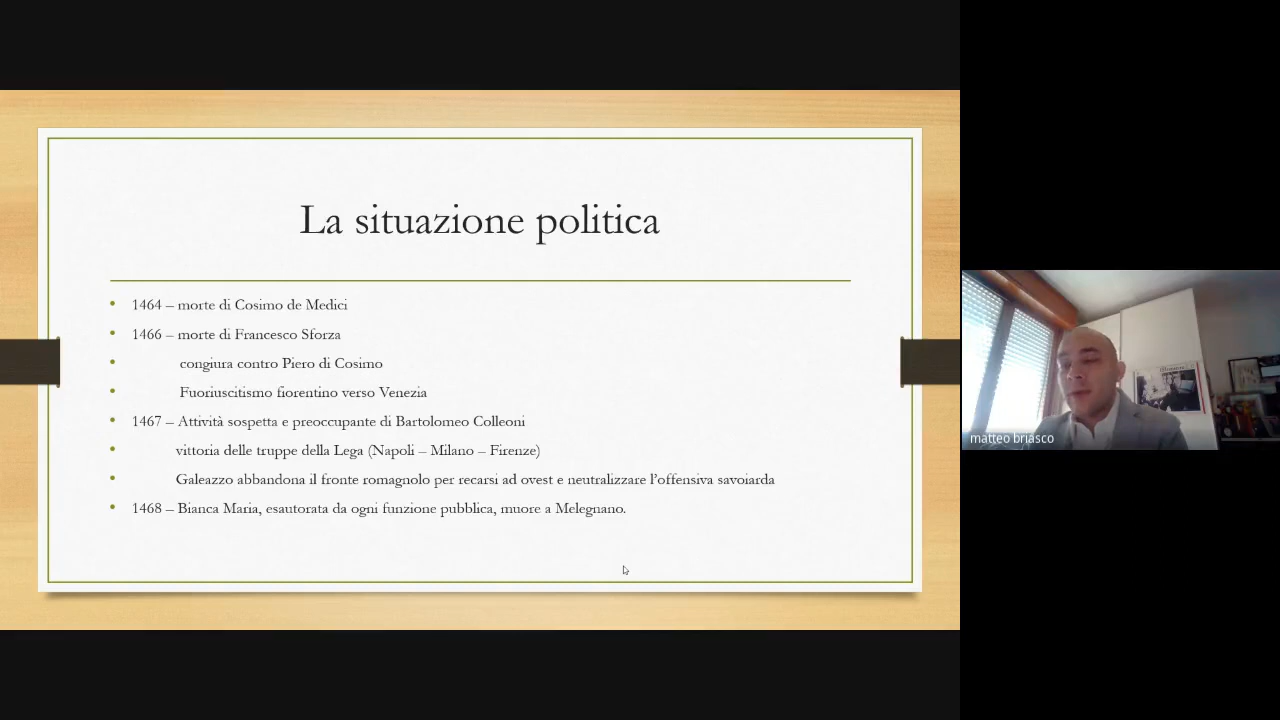 La situazione politica
1464 – morte di Cosimo de Medici
1466 – morte di Francesco Sforza
congiura contro Piero di Cosimo
Fuoriuscitismo fiorentino verso Venezia
1467 – Attività sospetta e preoccupante di Bartolomeo Colleoni
vittoria delle truppe della Lega (Napoli – Milano – Firenze)
Galeazzo abbandona il fronte romagnolo per recarsi ad ovest e neutralizzare l’offensiva savoiarda
1468 – Bianca Maria, esautorata da ogni funzione pubblica, muore a Melegnano.
matteo briasco